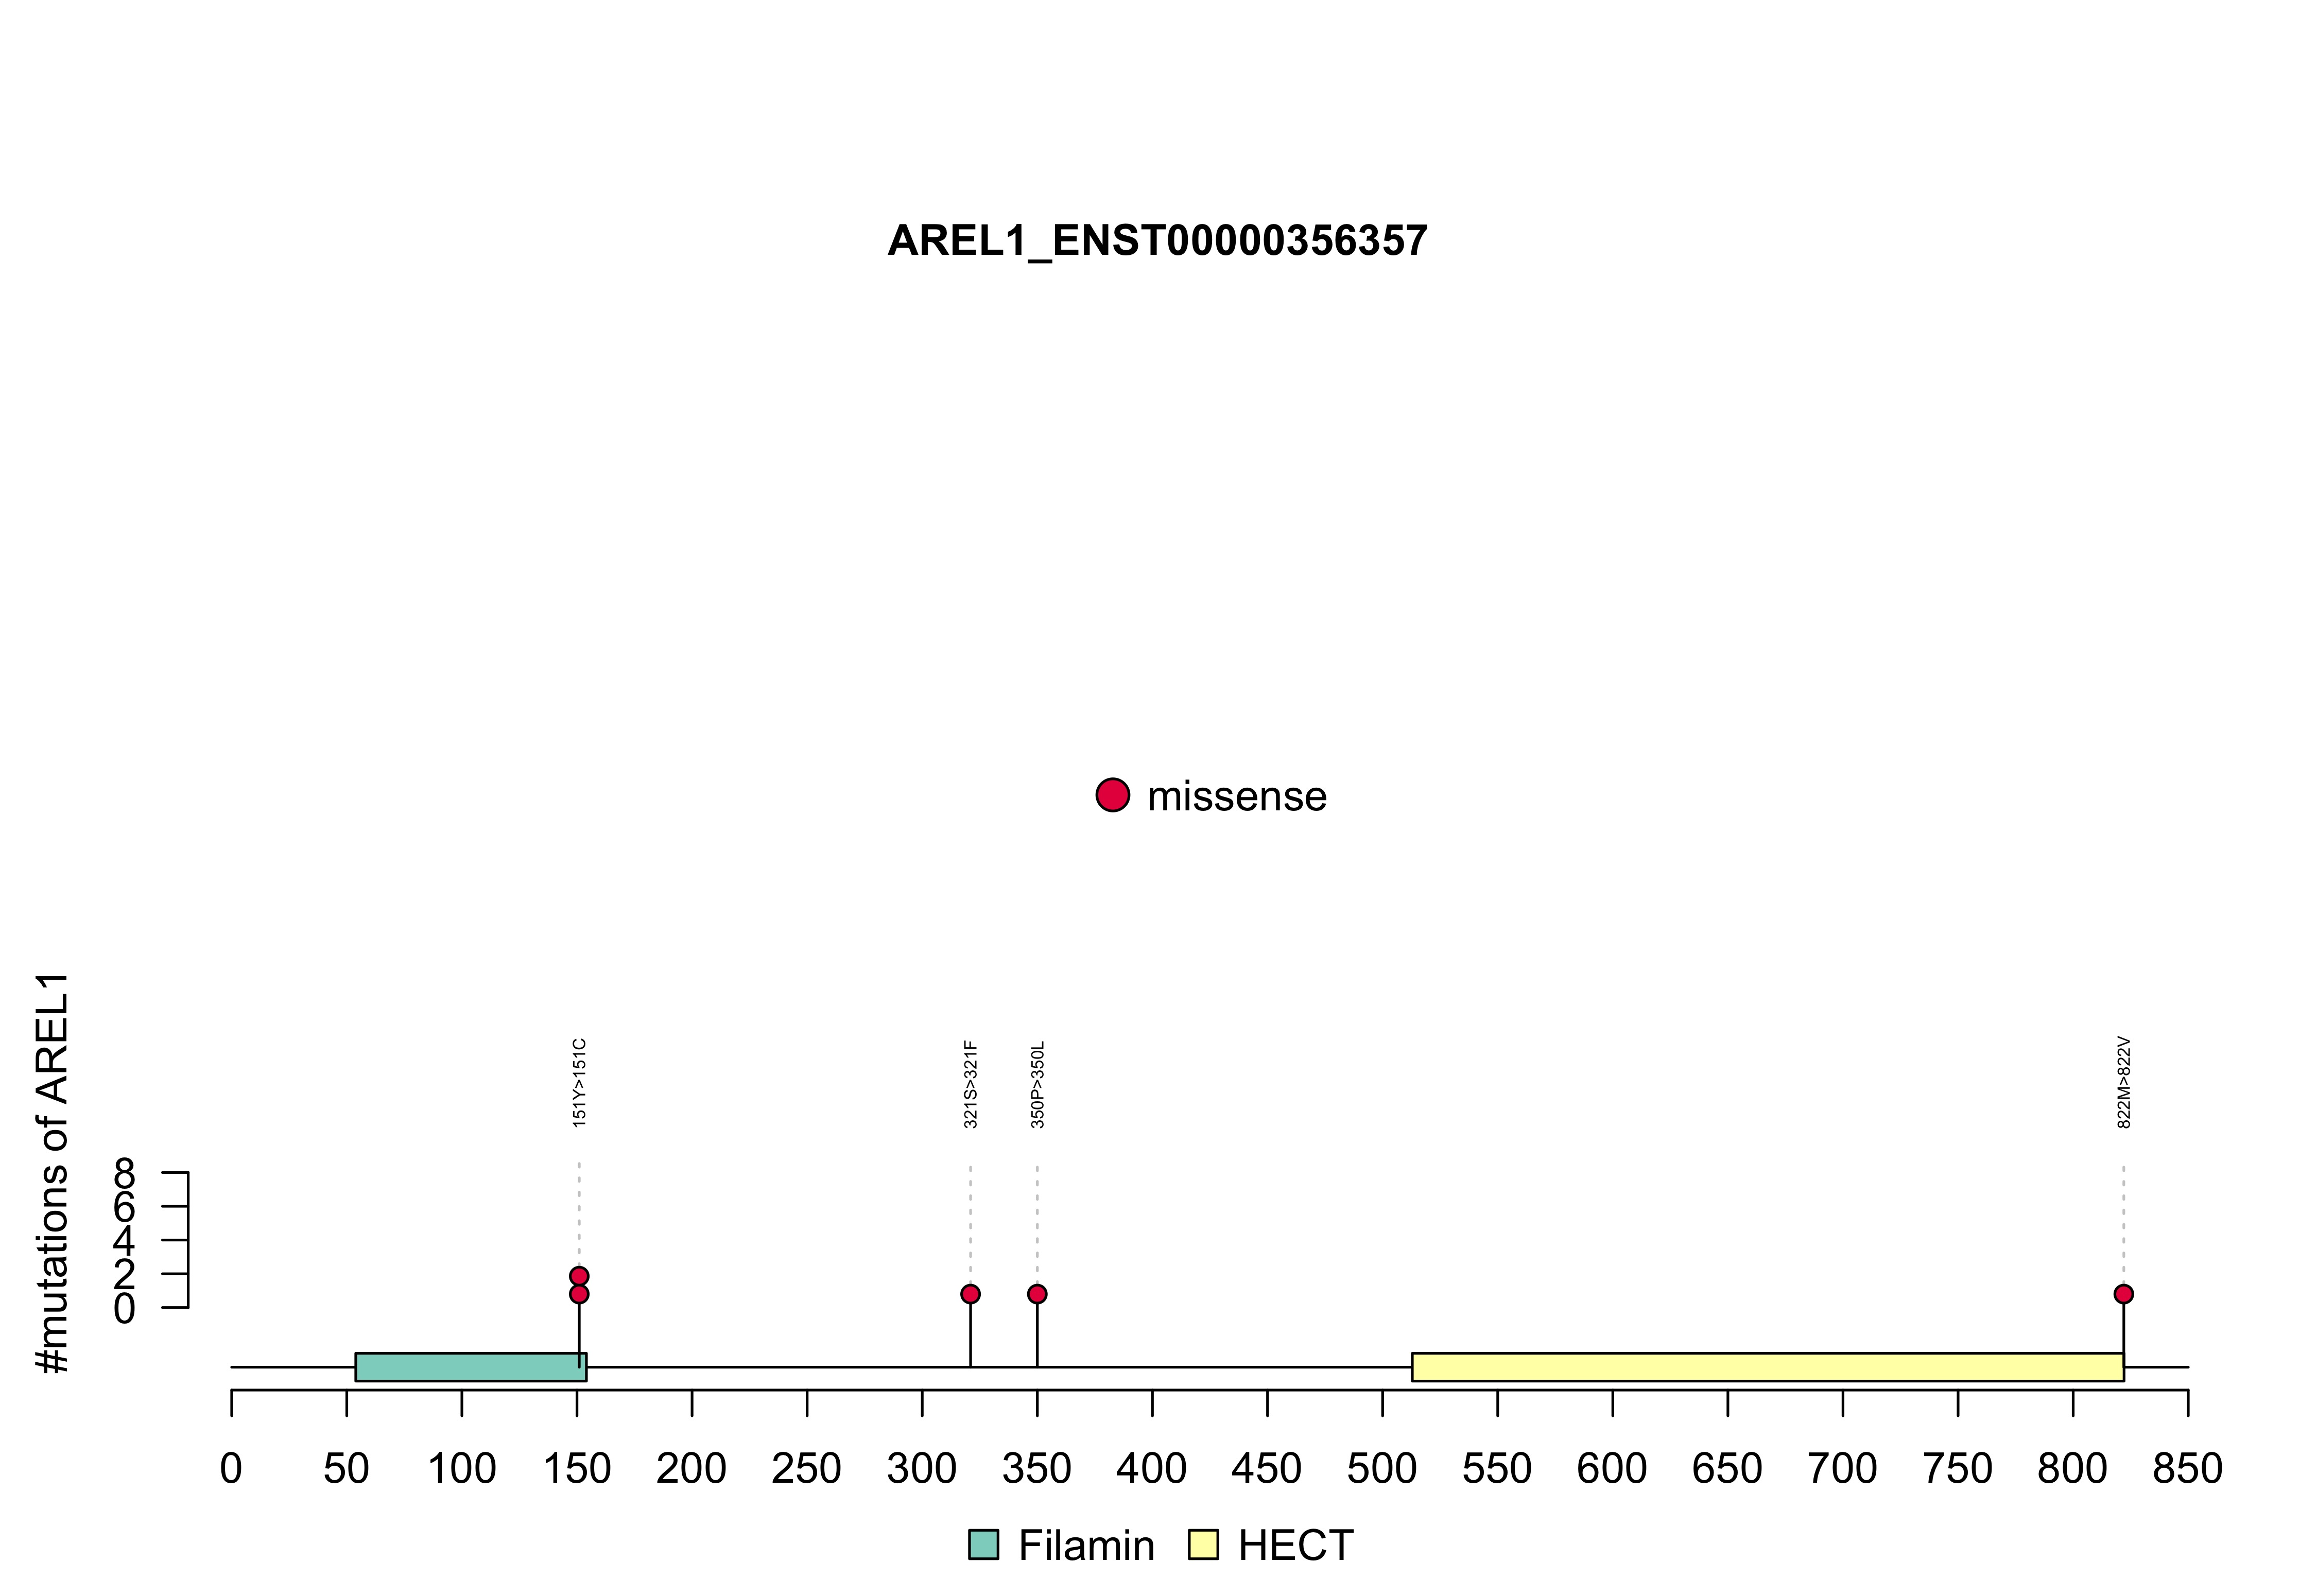 AREL1_ENST00000356357
missense
#mutations of AREL1
151Y>151C
321S>321F
350P>350L
822M>822V
8
6
4
2
0
0 50 100 150 200 250 300 350 400 450 500 550 600 650 700 750 800 850
Filamin HECT